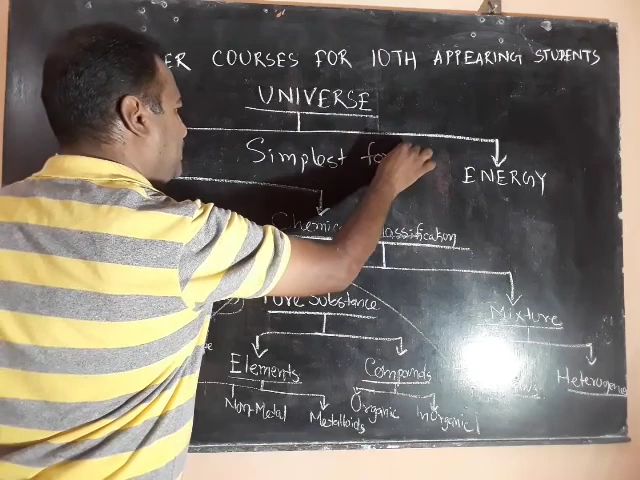 ER COURSES FOR 10TH APPEARING STUDENTS
UNIVERSE
Simplest fo
ENERGY
Chemic lassification
Pure Substance
Mixture
Elements
Compands
Heterogene
Non-Metal
Metalloids
Organic
InOrganic